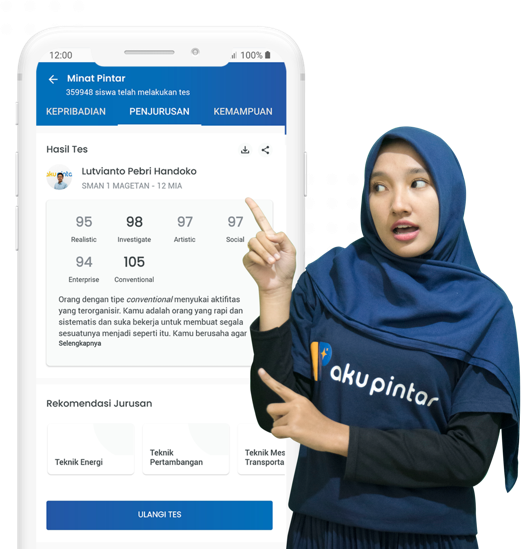 12:00
100%
Minat Pintar
359948 siswa telah melakukan tes
KEPRIBADIAN PENJURUSAN KEMAMPUAN
Hasil Tes
Lutvianto Pebri Handoko
SMAN 1 MAGETAN - 12 MIA
95 98 97 97
Realistic Investigate Artistic Social
94 105
Enterprise Conventional
Orang dengan tipe conventional menyukai aktifitas
yang terorganisir. Kamu adalah orang yang rapi dan
sistematis dan suka bekerja untuk membuat segala
sesuatunya menjadi seperti itu. Kamu berusaha agar
Selengkapnya
akupintar
Rekomendasi Jurusan
Teknik Energi
Teknik
Pertambangan
Teknik Mes
Transporta
ULANGI TES